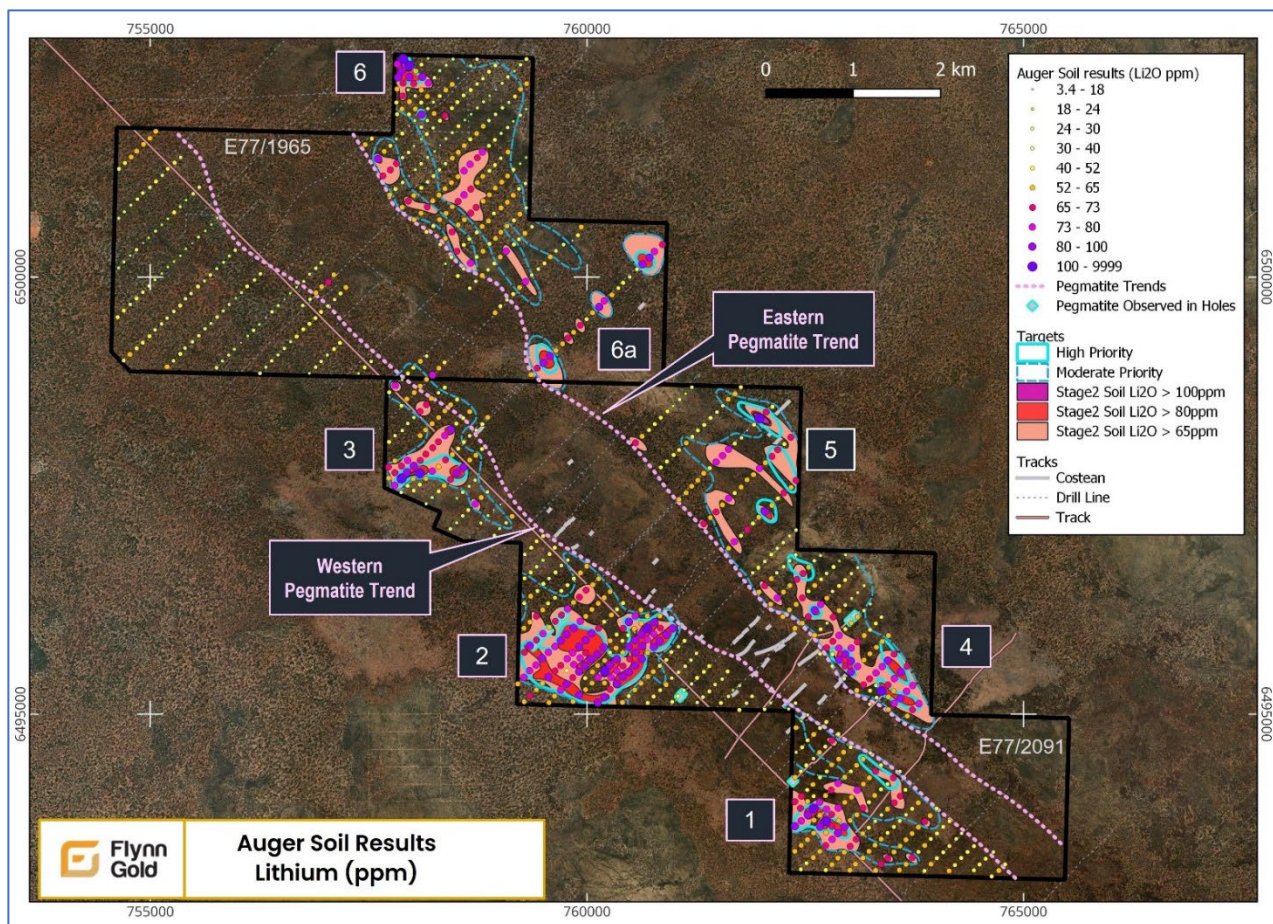 755000
760000
765000
6
E77/1965
0
1
2 km
Auger Soil results (Li2O ppm)
3.4 - 18
18 - 24
24 - 30
30 - 40
40 - 52
52 - 65
65 - 73
73 - 80
80 - 100
100 - 9999
Pegmatite Trends
Pegmatite Observed in Holes
Targets
High Priority
Moderate Priority
Stage2 Soil Li2O > 100ppm
Stage2 Soil Li2O > 80ppm
Stage2 Soil Li2O > 65ppm
Tracks
Costean
Drill Line
Track
6500000
6500000
Eastern
Pegmatite Trend
6a
3
5
Western
Pegmatite Trend
2
4
6495000
6495000
E77/2091
1
Flynn
Gold
Auger Soil Results
Lithium (ppm)
755000
760000
765000